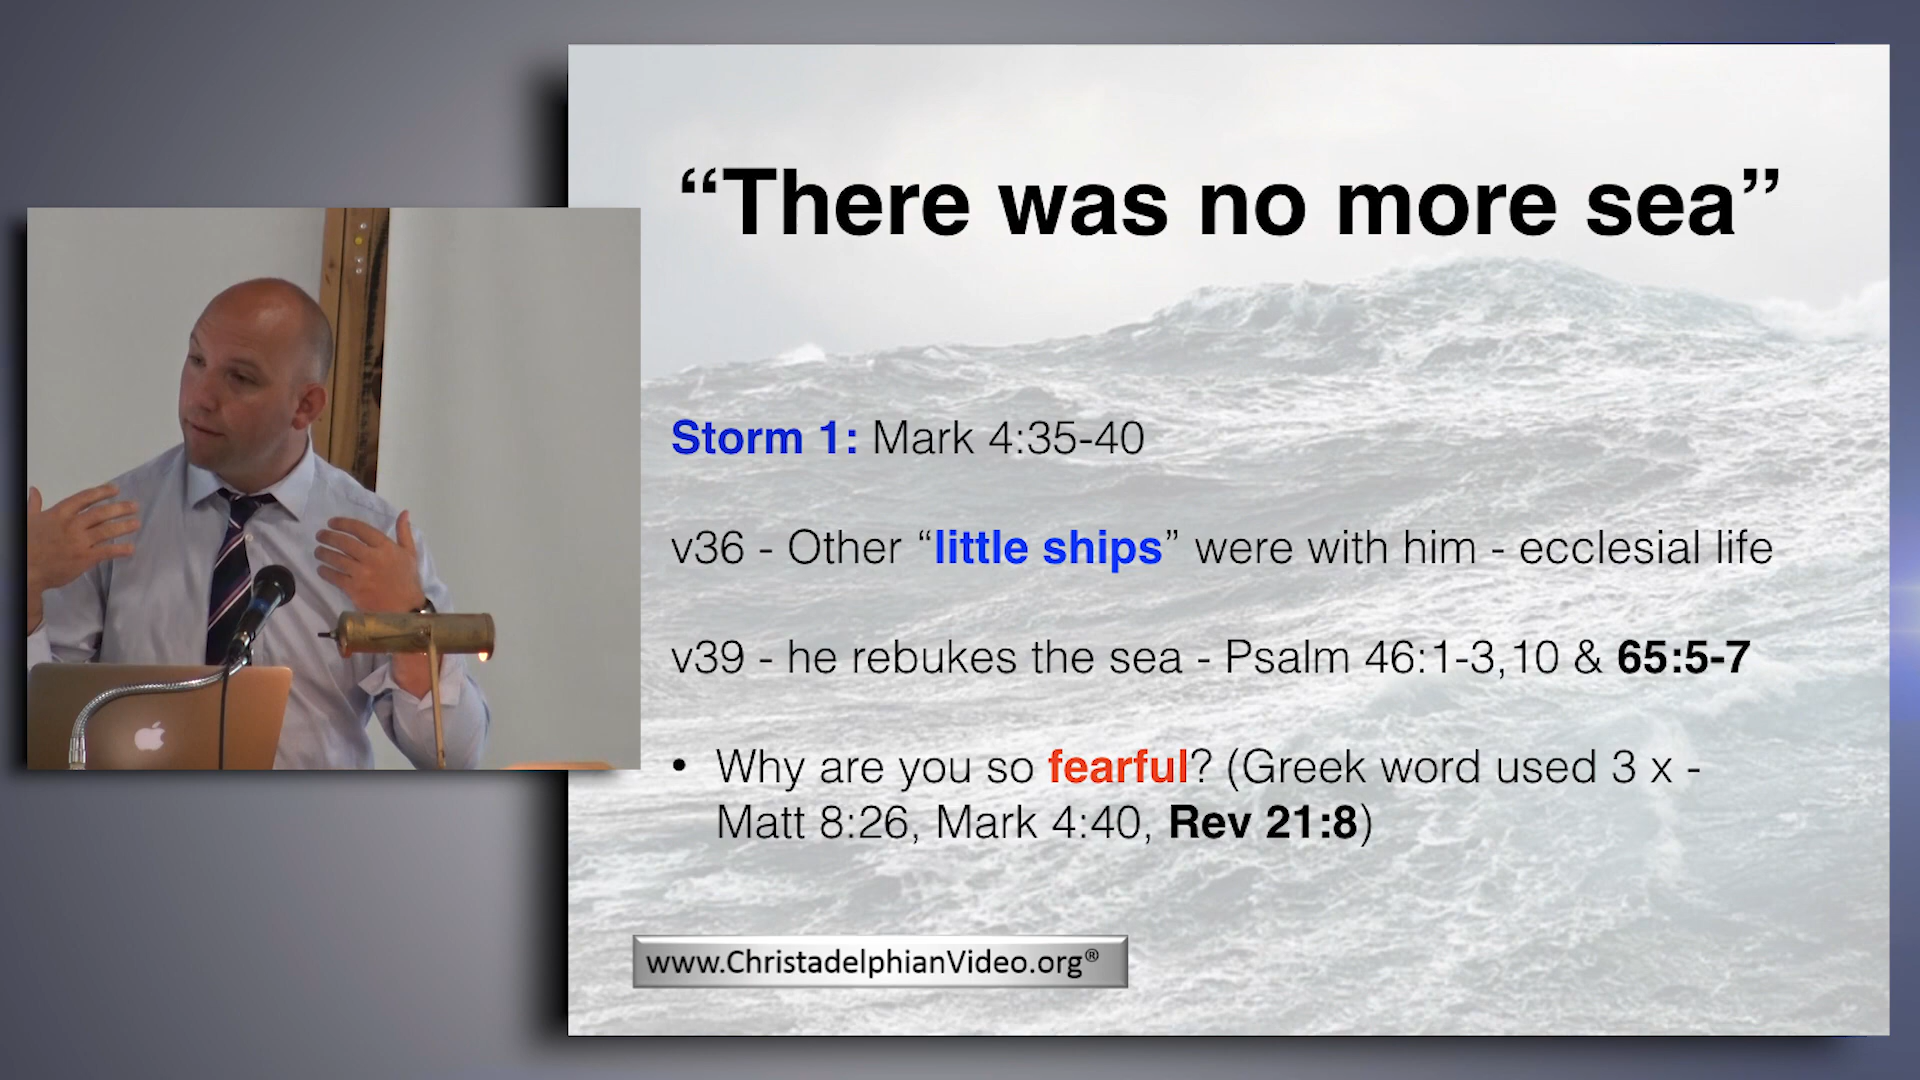 “There was no more sea”
Storm 1: Mark 4:35-40
v36 - Other “little ships” were with him - ecclesial life
v39 - he rebukes the sea - Psalm 46:1-3,10 & 65:5-7
• Why are you so fearful? (Greek word used 3 x -
Matt 8:26, Mark 4:40, Rev 21:8)
www.ChristadelphianVideo.org®